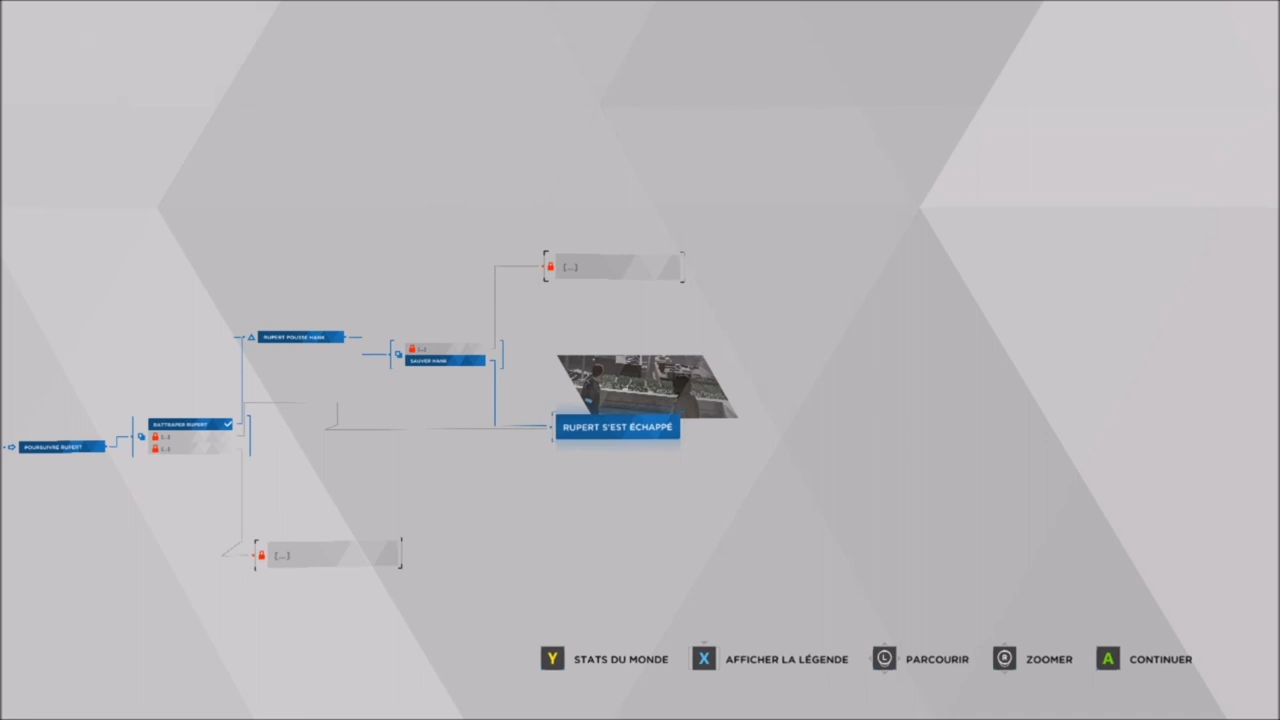 [...]
RUPERT POUSSE HANK
[...]
SAUVER HANK
RATTRAPER RUPERT
[...]
[...]
POURSUIVRE RUPERT
RUPERT S'EST ÉCHAPPÉ
[...]
Y STATS DU MONDE X AFFICHER LA LÉGENDE L PARCOURIR R ZOOMER A CONTINUER